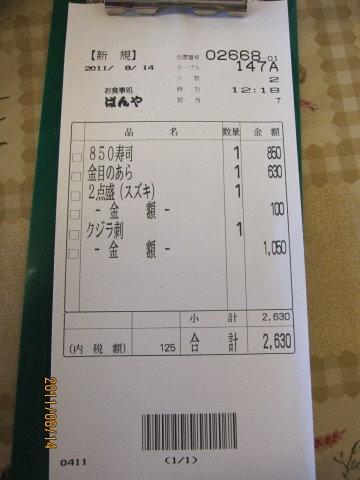 【新規】 伝票番号 02668.01
2011/ 8/14 テーブル 147A
人数 2
お食事処 時刻 12:18
ばんや 担当 7
品名 数量 金額
850寿司 1 850
金目のあら 1 630
2点盛(スズキ) 1
-金額- 100
クジラ刺 1
-金額- 1,050
小計 2,630
(内税額) 125 合計 2,630
0411 (1/1)
2011/08/14